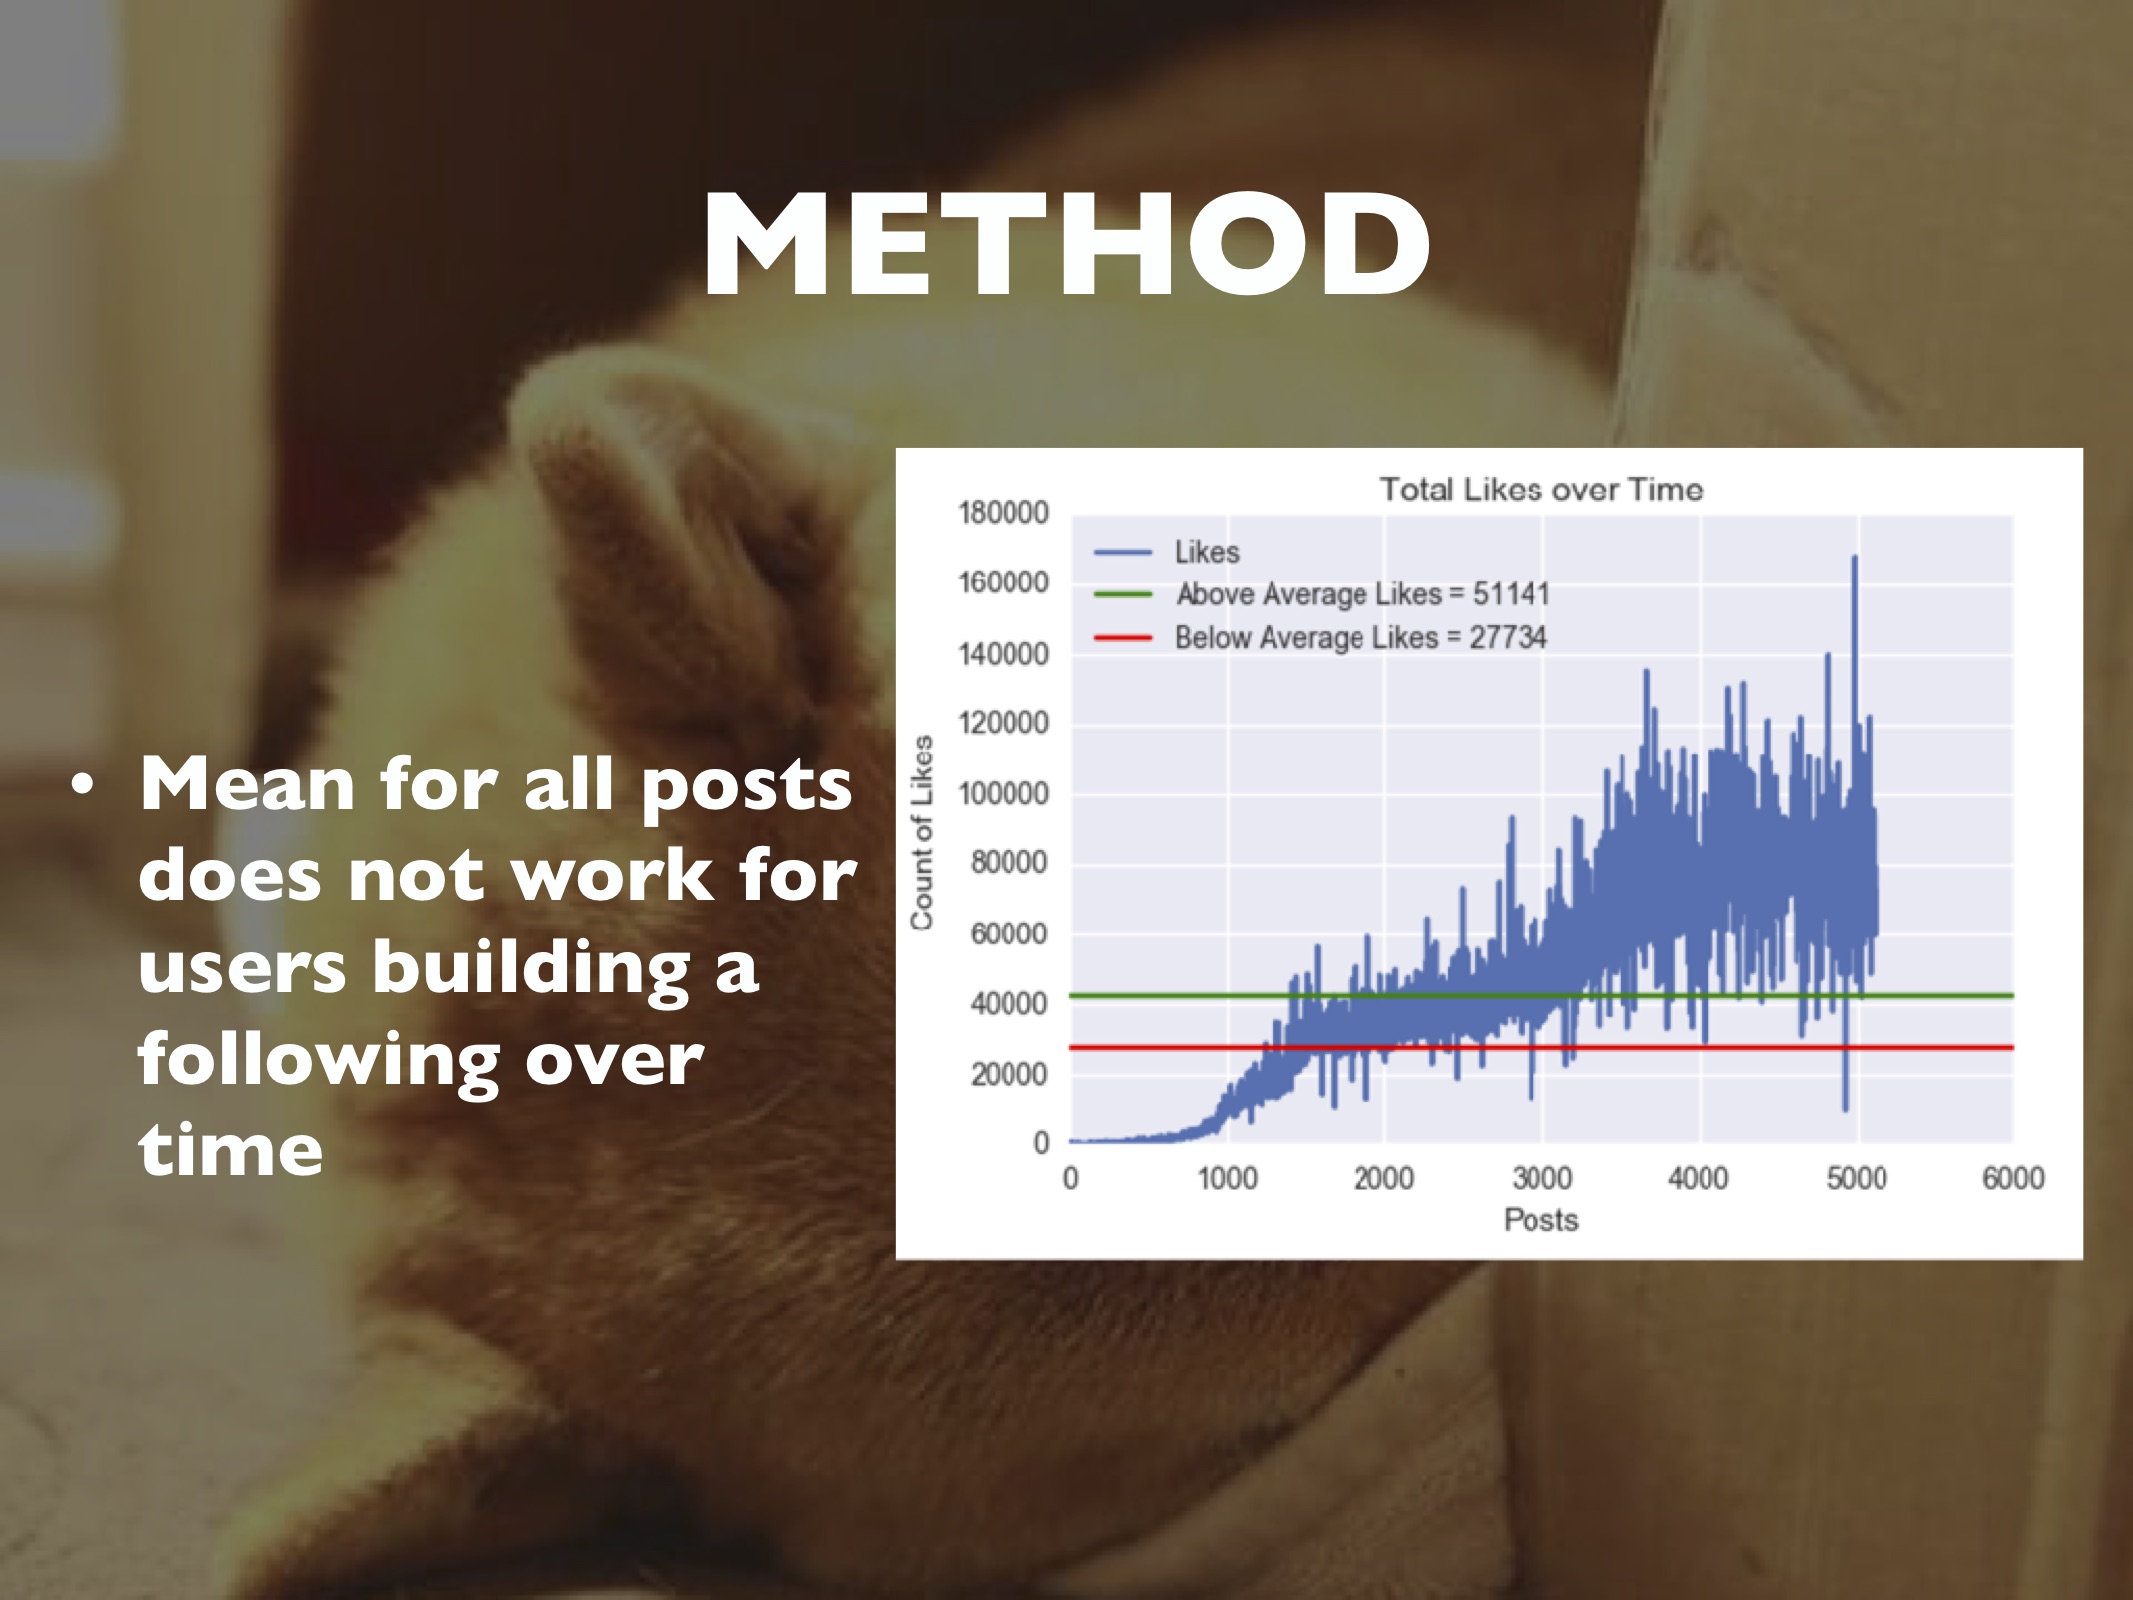 METHOD
• Mean for all posts
does not work for
users building a
following over
time
Total Likes over Time
Likes
Above Average Likes = 51141
Below Average Likes = 27734
Count of Likes
180000
160000
140000
120000
100000
80000
60000
40000
20000
0
0 1000 2000 3000 4000 5000 6000
Posts